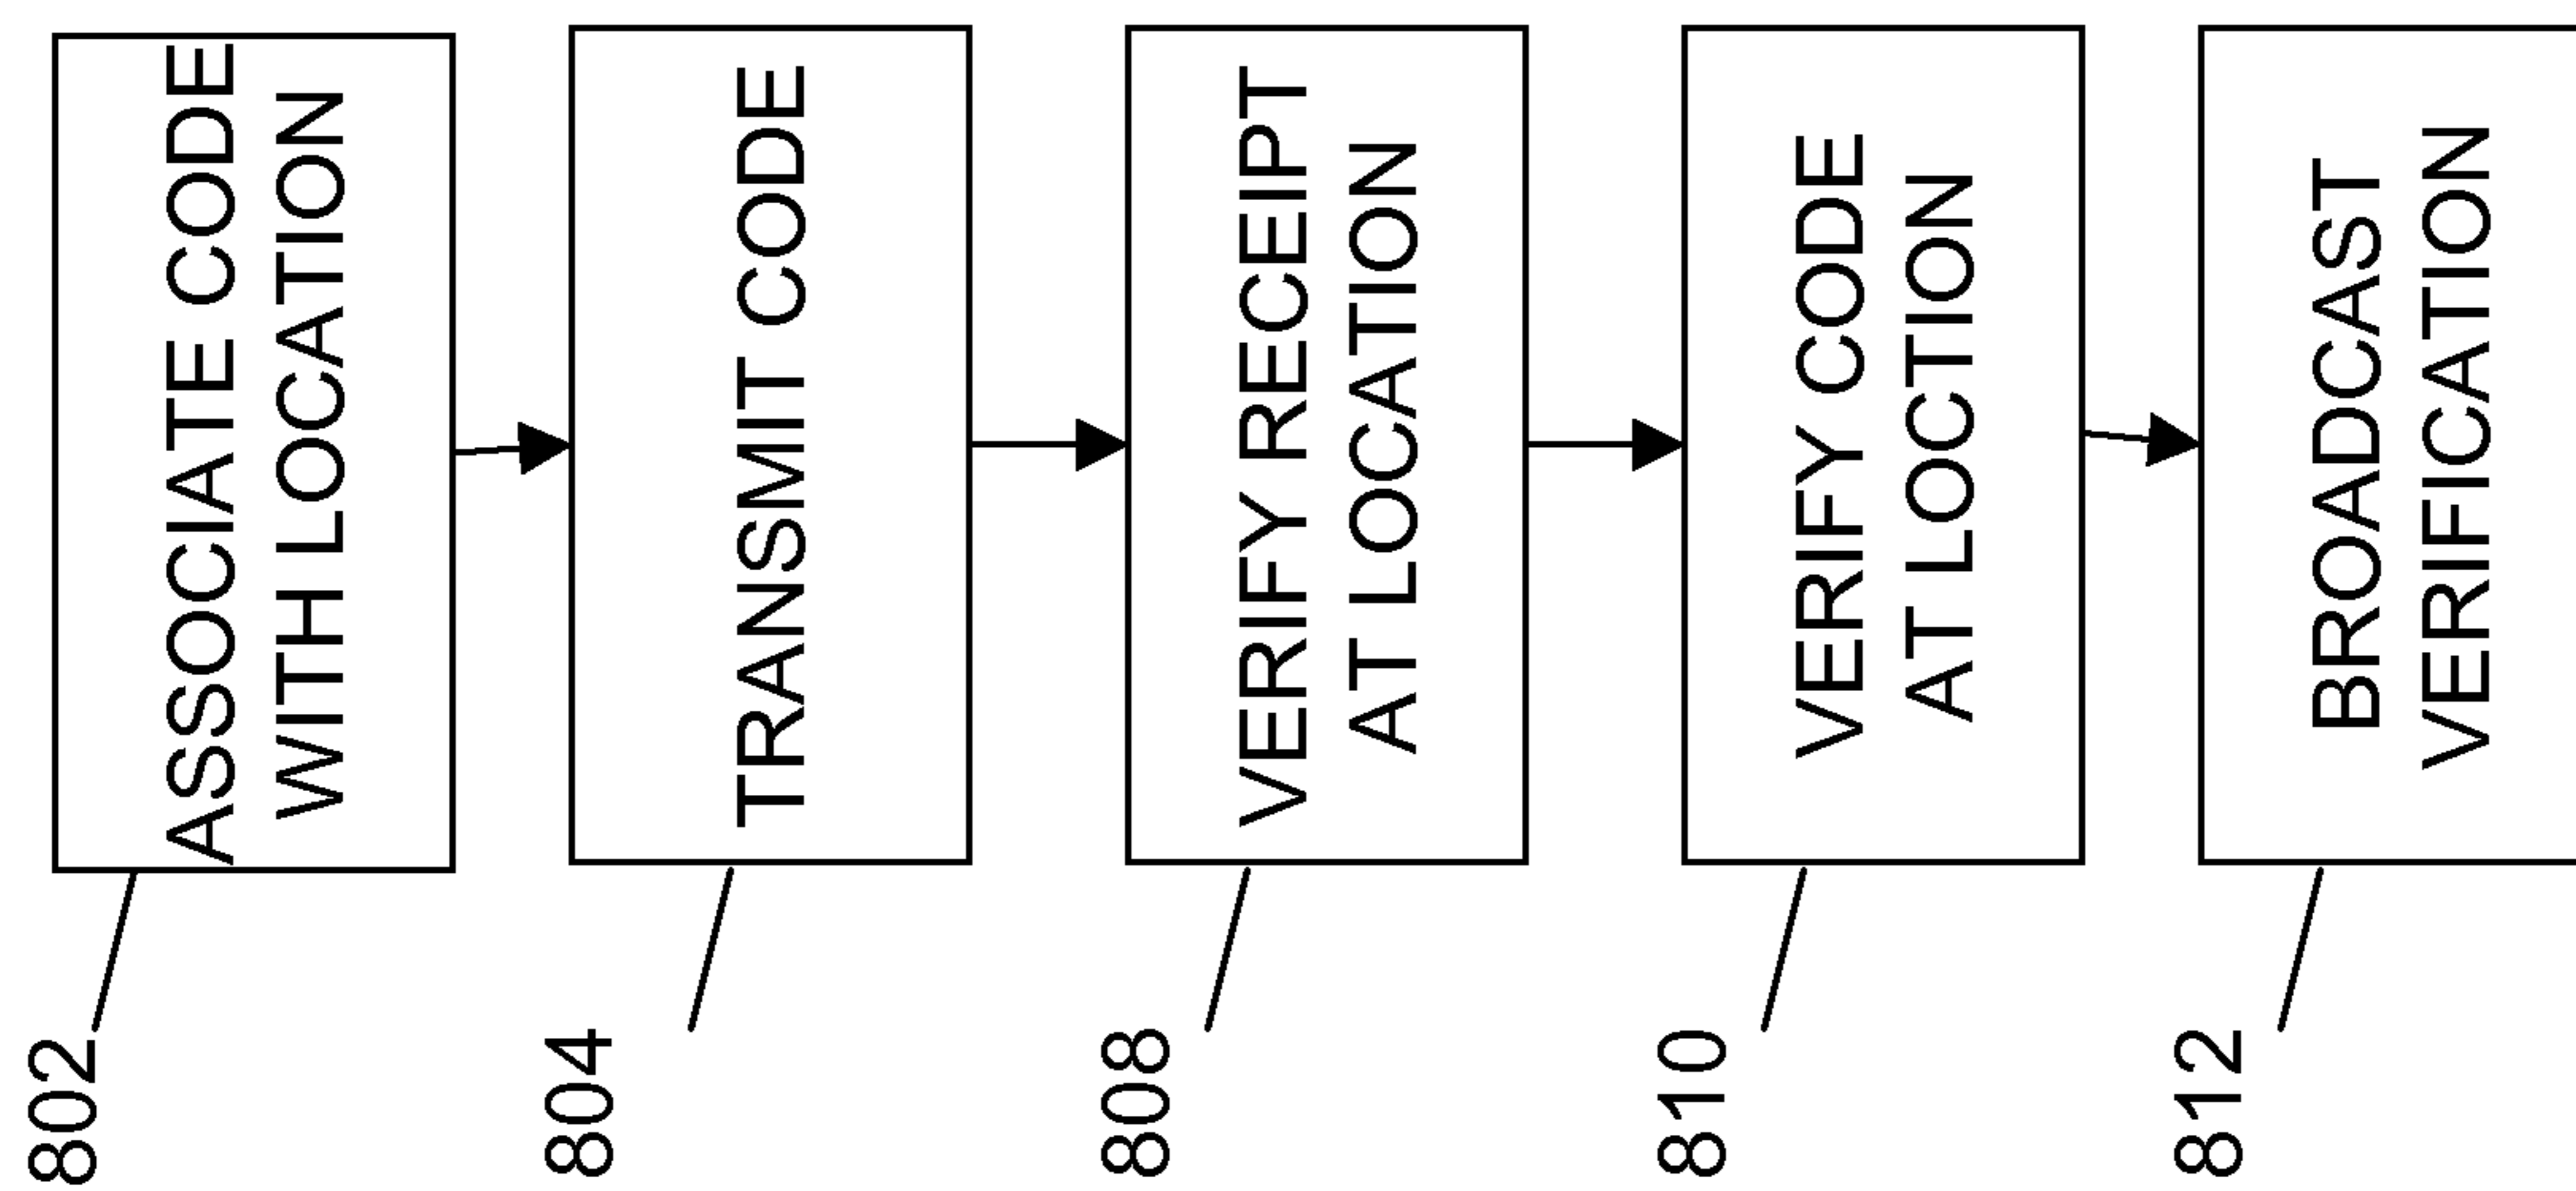 802
ASSOCIATE CODE
WITH LOCATION
804
TRANSMIT CODE
808
VERIFY RECEIPT
AT LOCATION
810
VERIFY CODE
AT LOCTION
812
BROADCAST
VERIFICATION